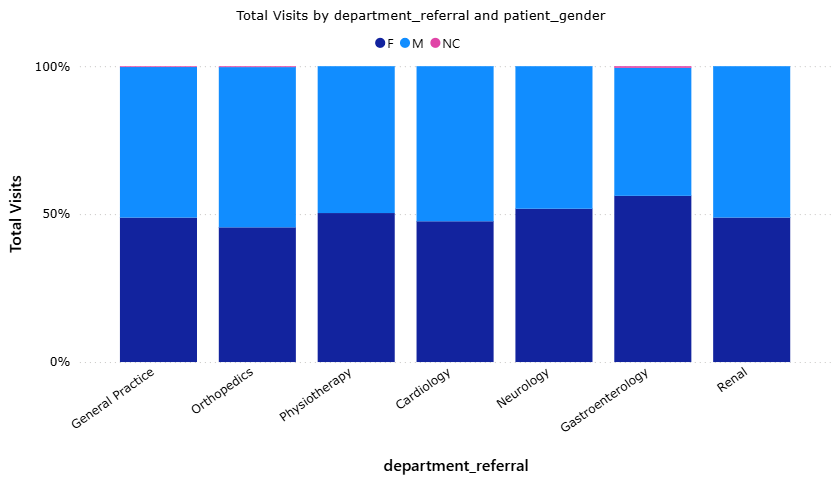 Total Visits by department_referral and patient_gender
F M NC
100%
50%
0%
Total Visits
General Practice
Orthopedics
Physiotherapy
Cardiology
Neurology
Gastroenterology
Renal
department_referral